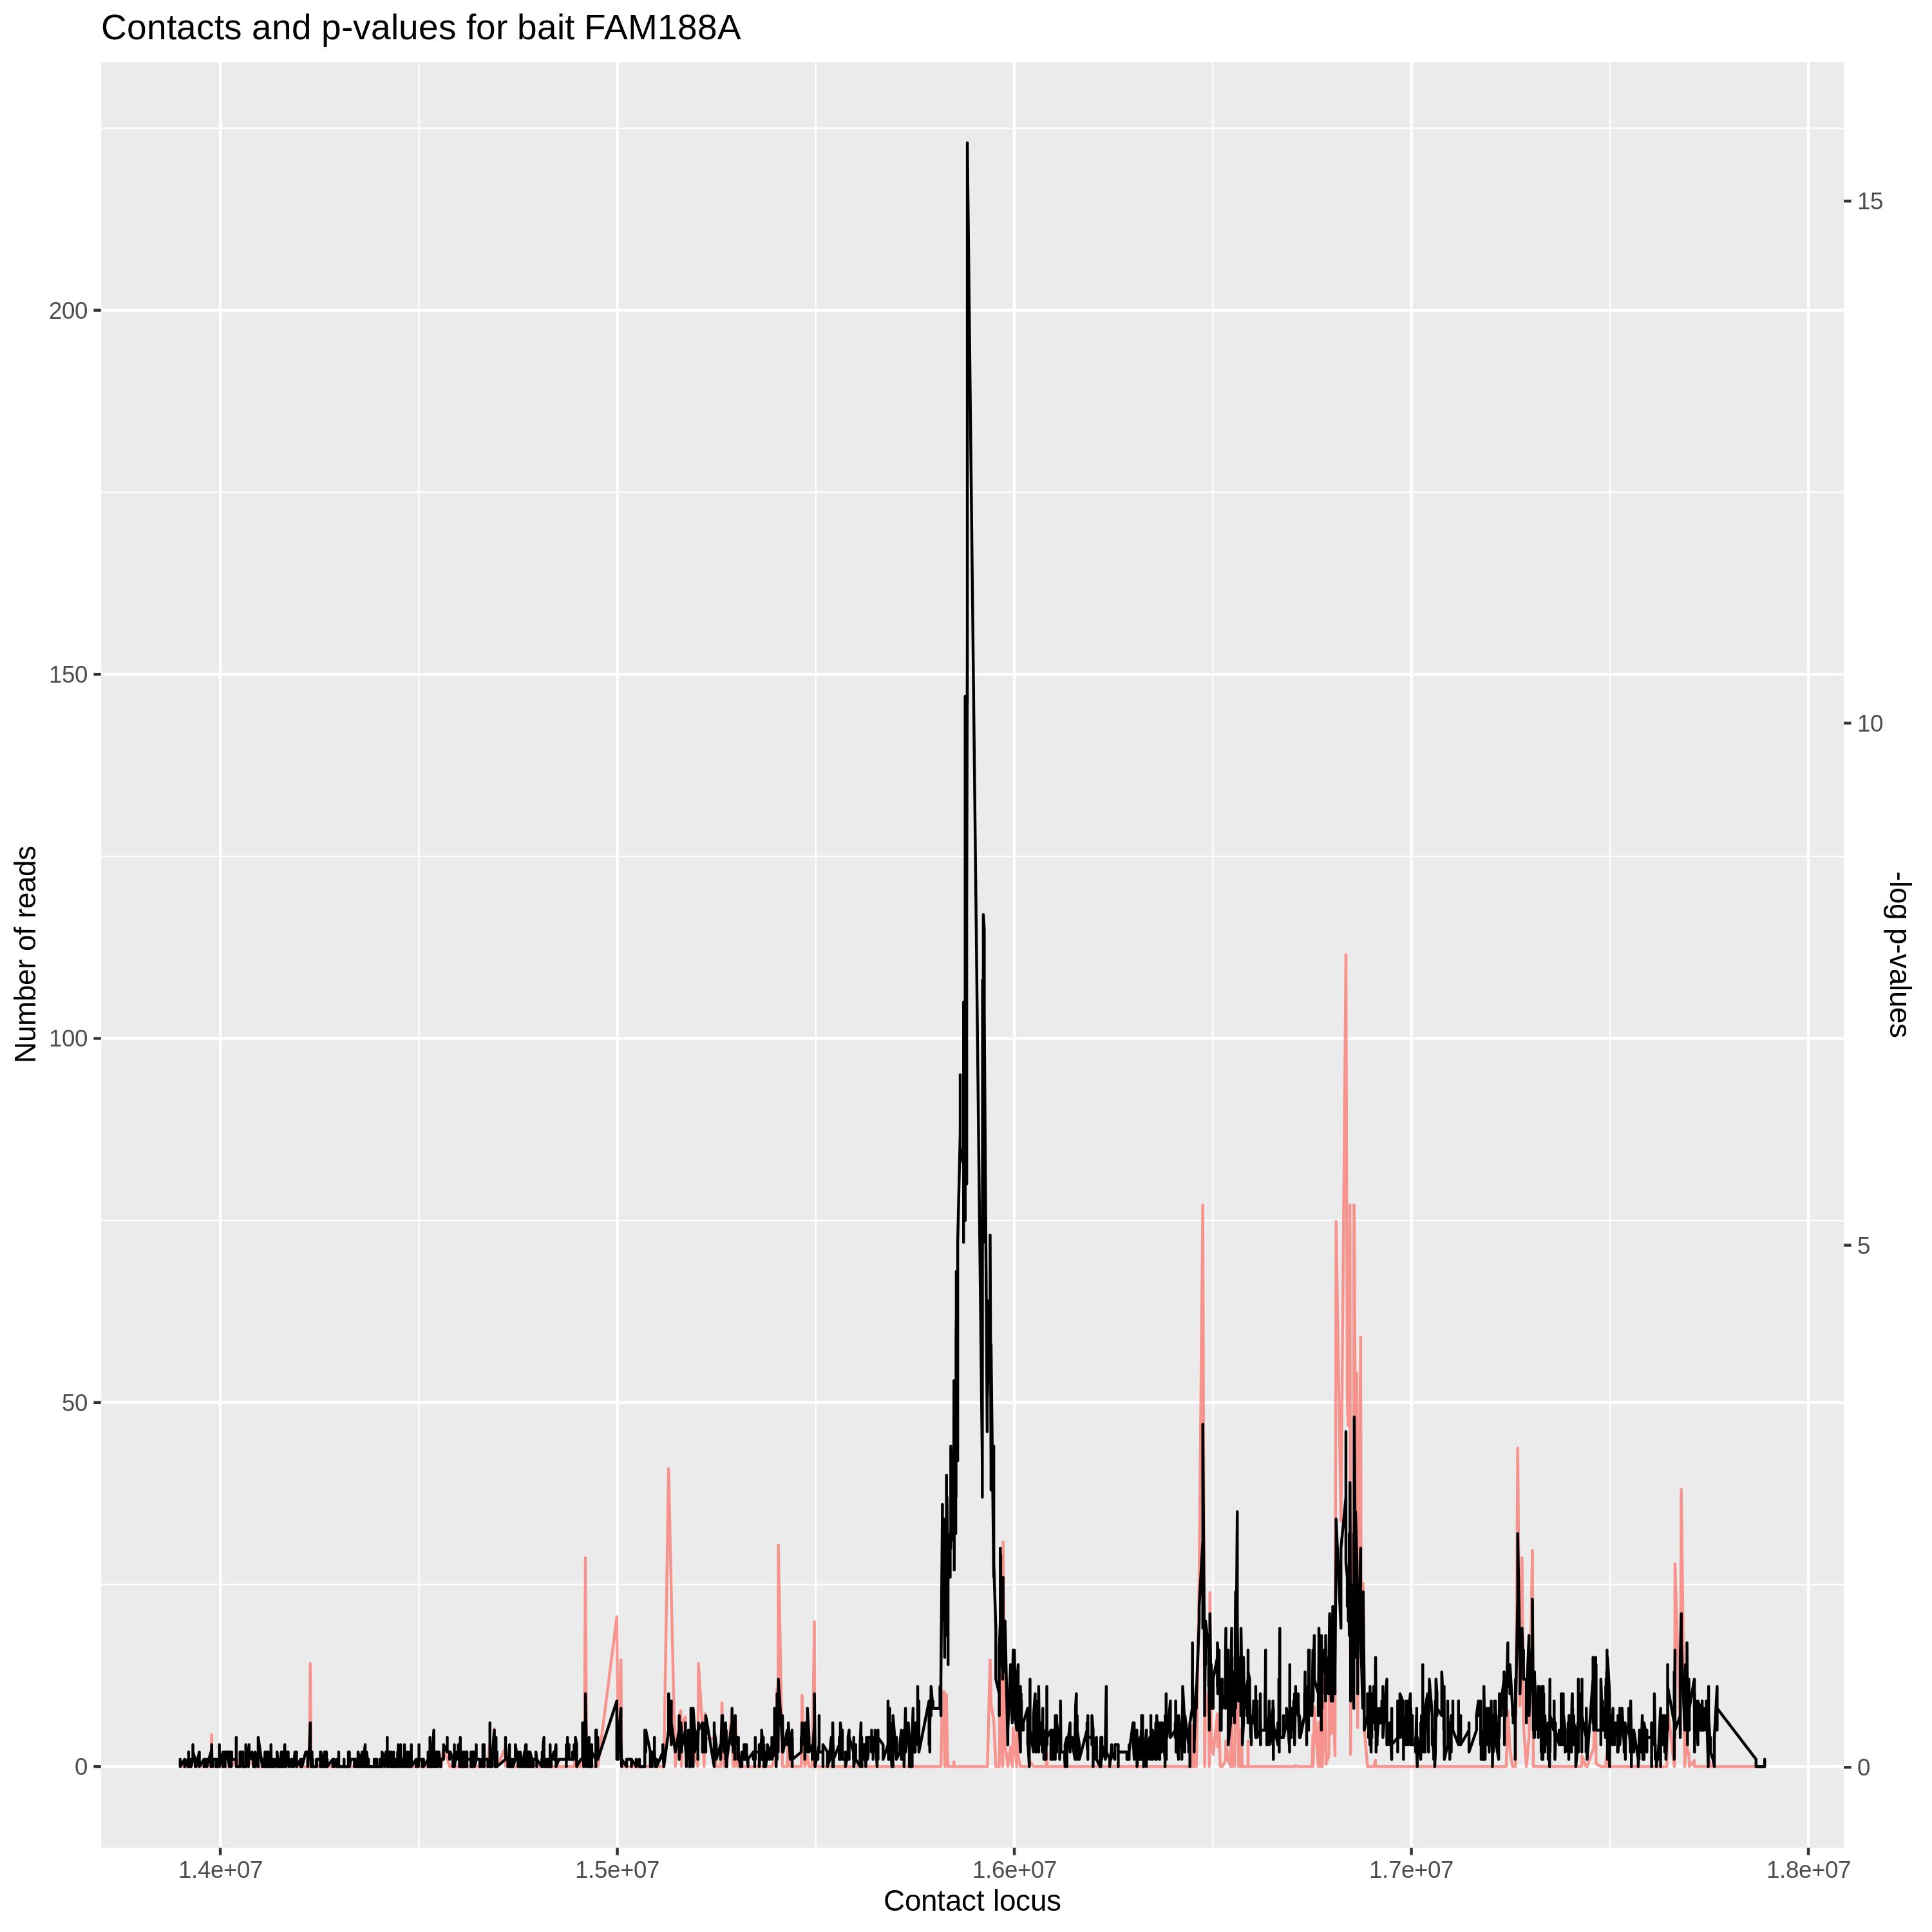 Contacts and p-values for bait FAM188A
Number of reads
200
150
100
50
0
15
10
5
0
-log p-values
1.4e+07
1.5e+07
1.6e+07
1.7e+07
1.8e+07
Contact locus